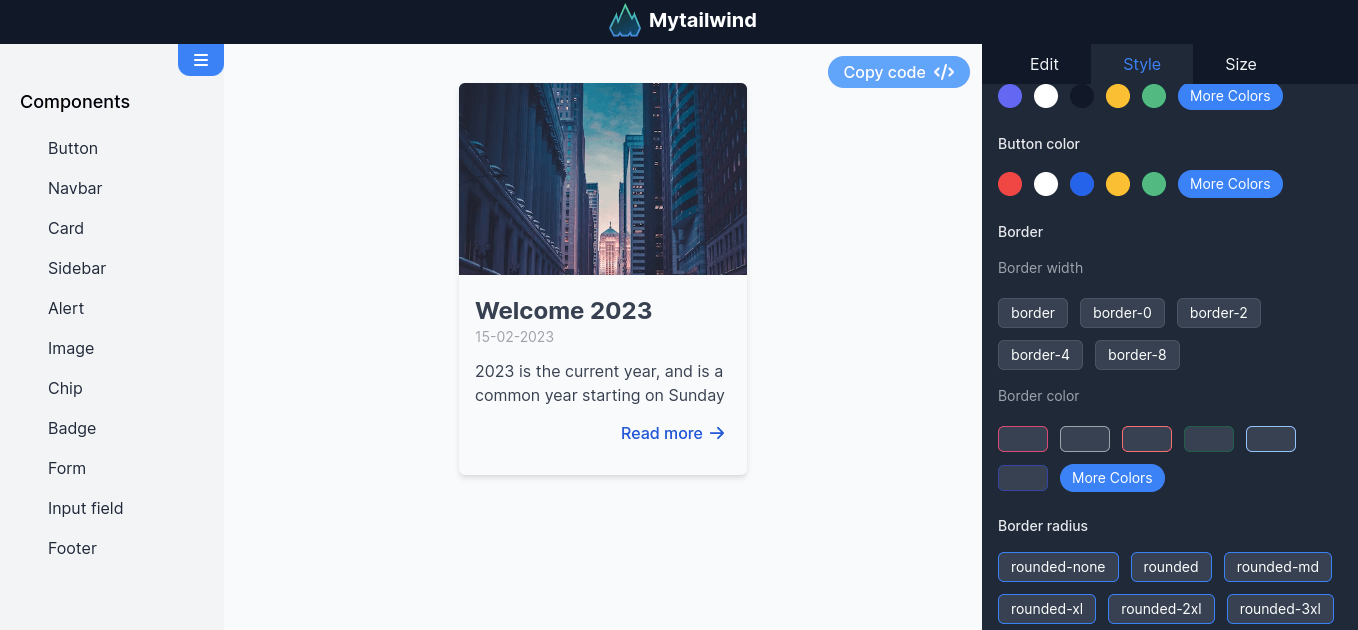 Mytailwind
Components
Button
Navbar
Card
Sidebar
Alert
Image
Chip
Badge
Form
Input field
Footer
Copy code </>
Welcome 2023
15-02-2023
2023 is the current year, and is a
common year starting on Sunday
Read more →
Edit Style Size
More Colors
Button color
More Colors
Border
Border width
border border-0 border-2
border-4 border-8
Border color
More Colors
Border radius
rounded-none rounded rounded-md
rounded-xl rounded-2xl rounded-3xl